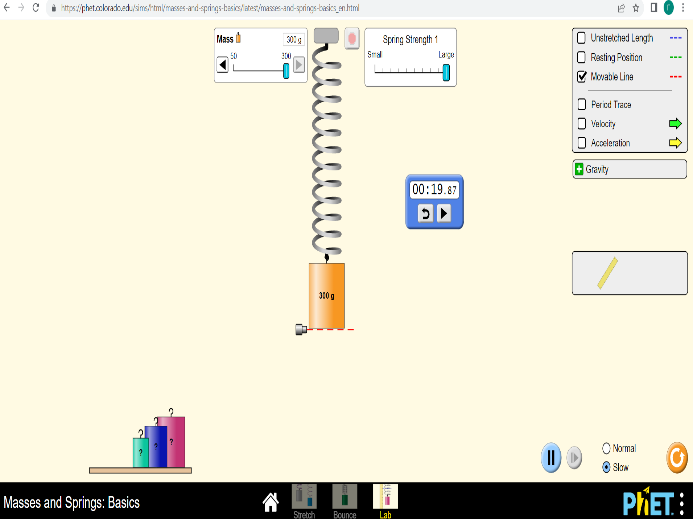 https://phet.colorado.edu/sims/html/masses-and-springs-basics/latest/masses-and-springs-basics_en.html
Mass 300 g
50 300
Spring Strength 1
Small Large
Unstretched Length
Resting Position
Movable Line
Period Trace
Velocity
Acceleration
Gravity
00:19.87
300 g
? ? ?
? ? ?
Normal
Slow
Masses and Springs: Basics
Stretch Bounce Lab
PhET